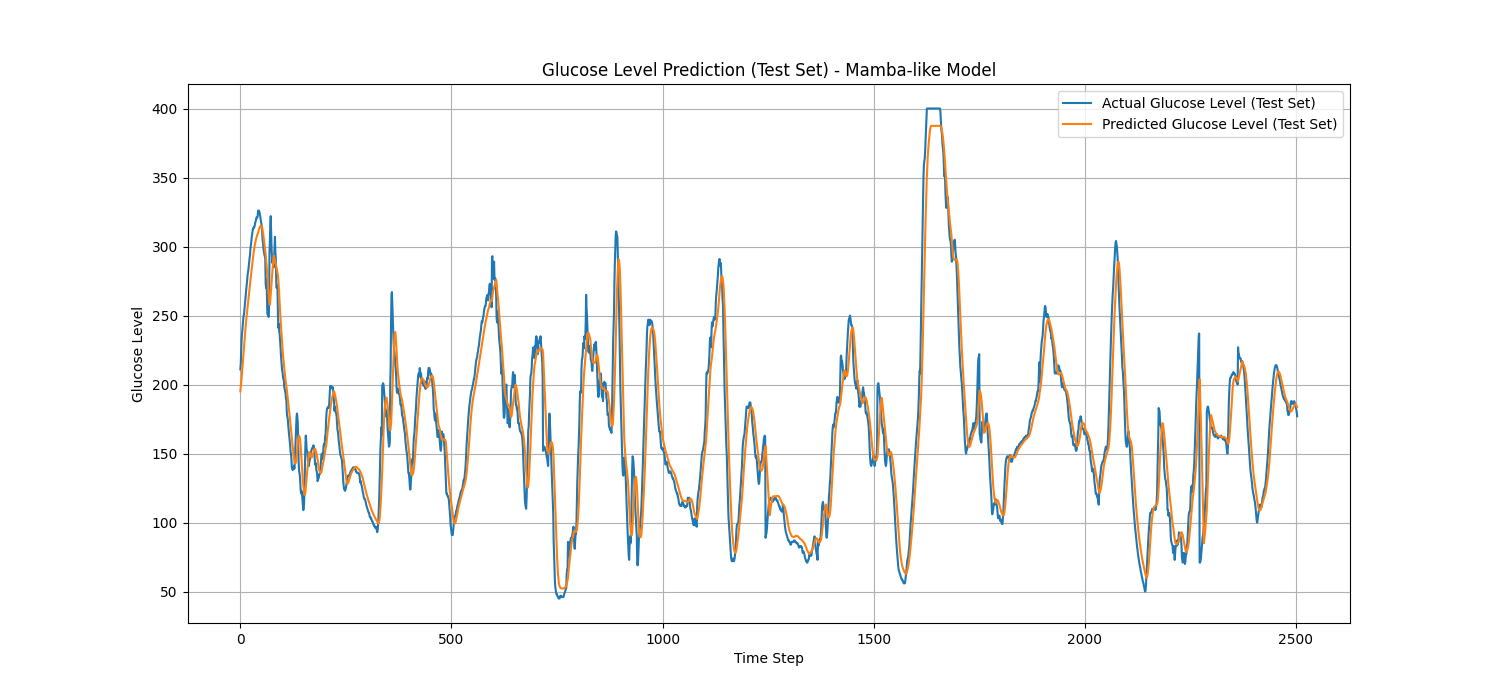 Glucose Level Prediction (Test Set) - Mamba-like Model
Actual Glucose Level (Test Set)
Predicted Glucose Level (Test Set)
Glucose Level
400
350
300
250
200
150
100
50
0
500
1000
1500
2000
2500
Time Step